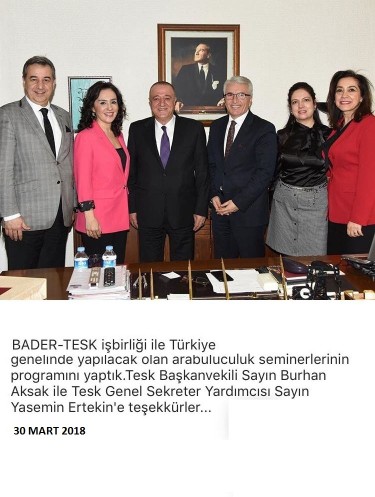 BADER-TESK işbirliği ile Türkiye
genelınde yapılacak olan arabuluculuk seminerlerinin
programını yaptık.Tesk Başkanvekili Sayın Burhan
Aksak ile Tesk Genel Sekreter Yardımcısı Sayın
Yasemin Ertekin'e teşekkürler...
30 MART 2018